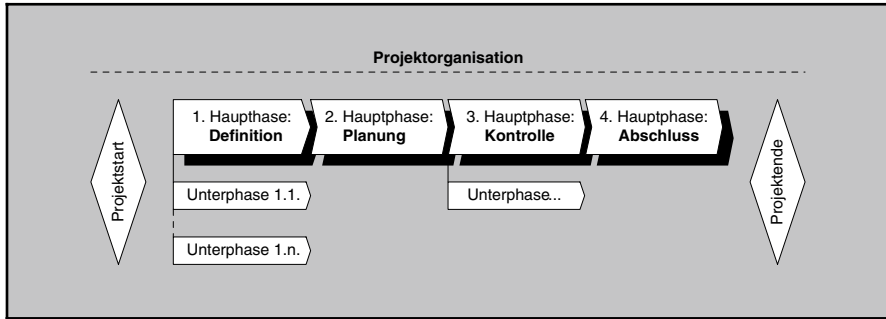 Projektorganisation
Projektstart
1. Haupthase:
Definition
2. Hauptphase:
Planung
3. Hauptphase:
Kontrolle
4. Hauptphase:
Abschluss
Projektende
Unterphase 1.1.
Unterphase...
Unterphase 1.n.